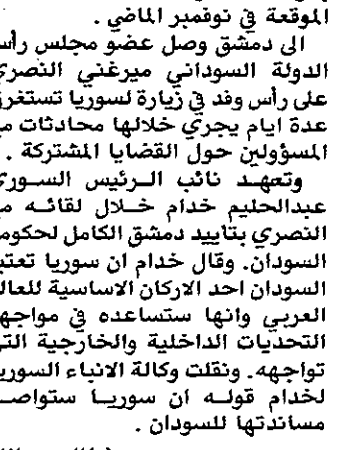 الموقعة في نوفمبر الماضي .
الى دمشق وصل عضو مجلس رأس
الدولة السوداني ميرغني النصري
على رأس وفد في زيارة لسوريا تستغرق
عدة ايام يجري خلالها محادثات مع
المسؤولين حول القضايا المشتركة .
وتعهد نائب الرئيس السوري
عبدالحليم خدام خلال لقائه مع
النصري بتاييد دمشق الكامل لحكومة
السودان. وقال خدام ان سوريا تعتبر
السودان احد الاركان الاساسية للعالم
العربي وانها ستساعده في مواجهة
التحديات الداخلية والخارجية التي
تواجهه. ونقلت وكالة الانباء السورية
لخدام قوله ان سوريا ستواصل
مساندتها للسودان .